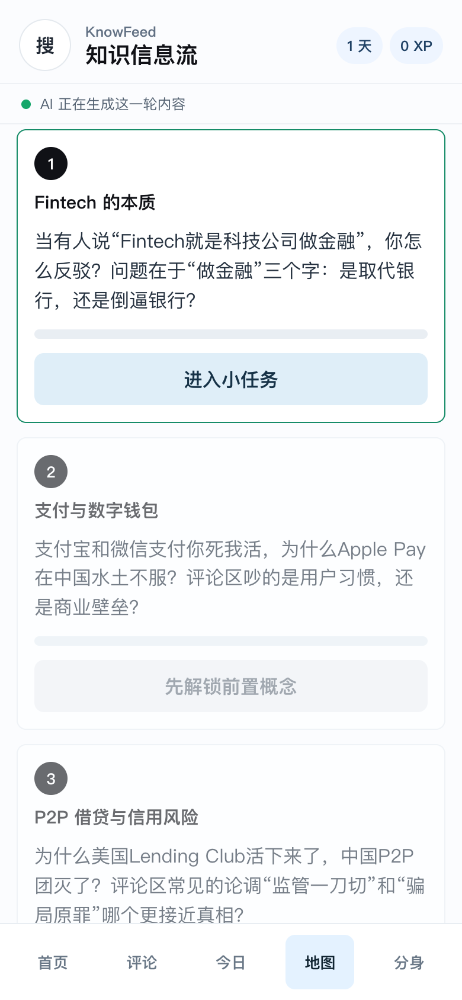 搜
KnowFeed
知识信息流
1 天
0 XP
AI 正在生成这一轮内容
1
Fintech 的本质
当有人说“Fintech就是科技公司做金融”，你怎
么反驳？问题在于“做金融”三个字：是取代银
行，还是倒逼银行？
进入小任务
2
支付与数字钱包
支付宝和微信支付你死我活，为什么Apple Pay
在中国水土不服？评论区吵的是用户习惯，还
是商业壁垒？
先解锁前置概念
3
P2P 借贷与信用风险
为什么美国Lending Club活下来了，中国P2P
团灭了？评论区常见的论调“监管一刀切”和“骗
局原罪”哪个更接近真相？
首页
评论
今日
地图
分身